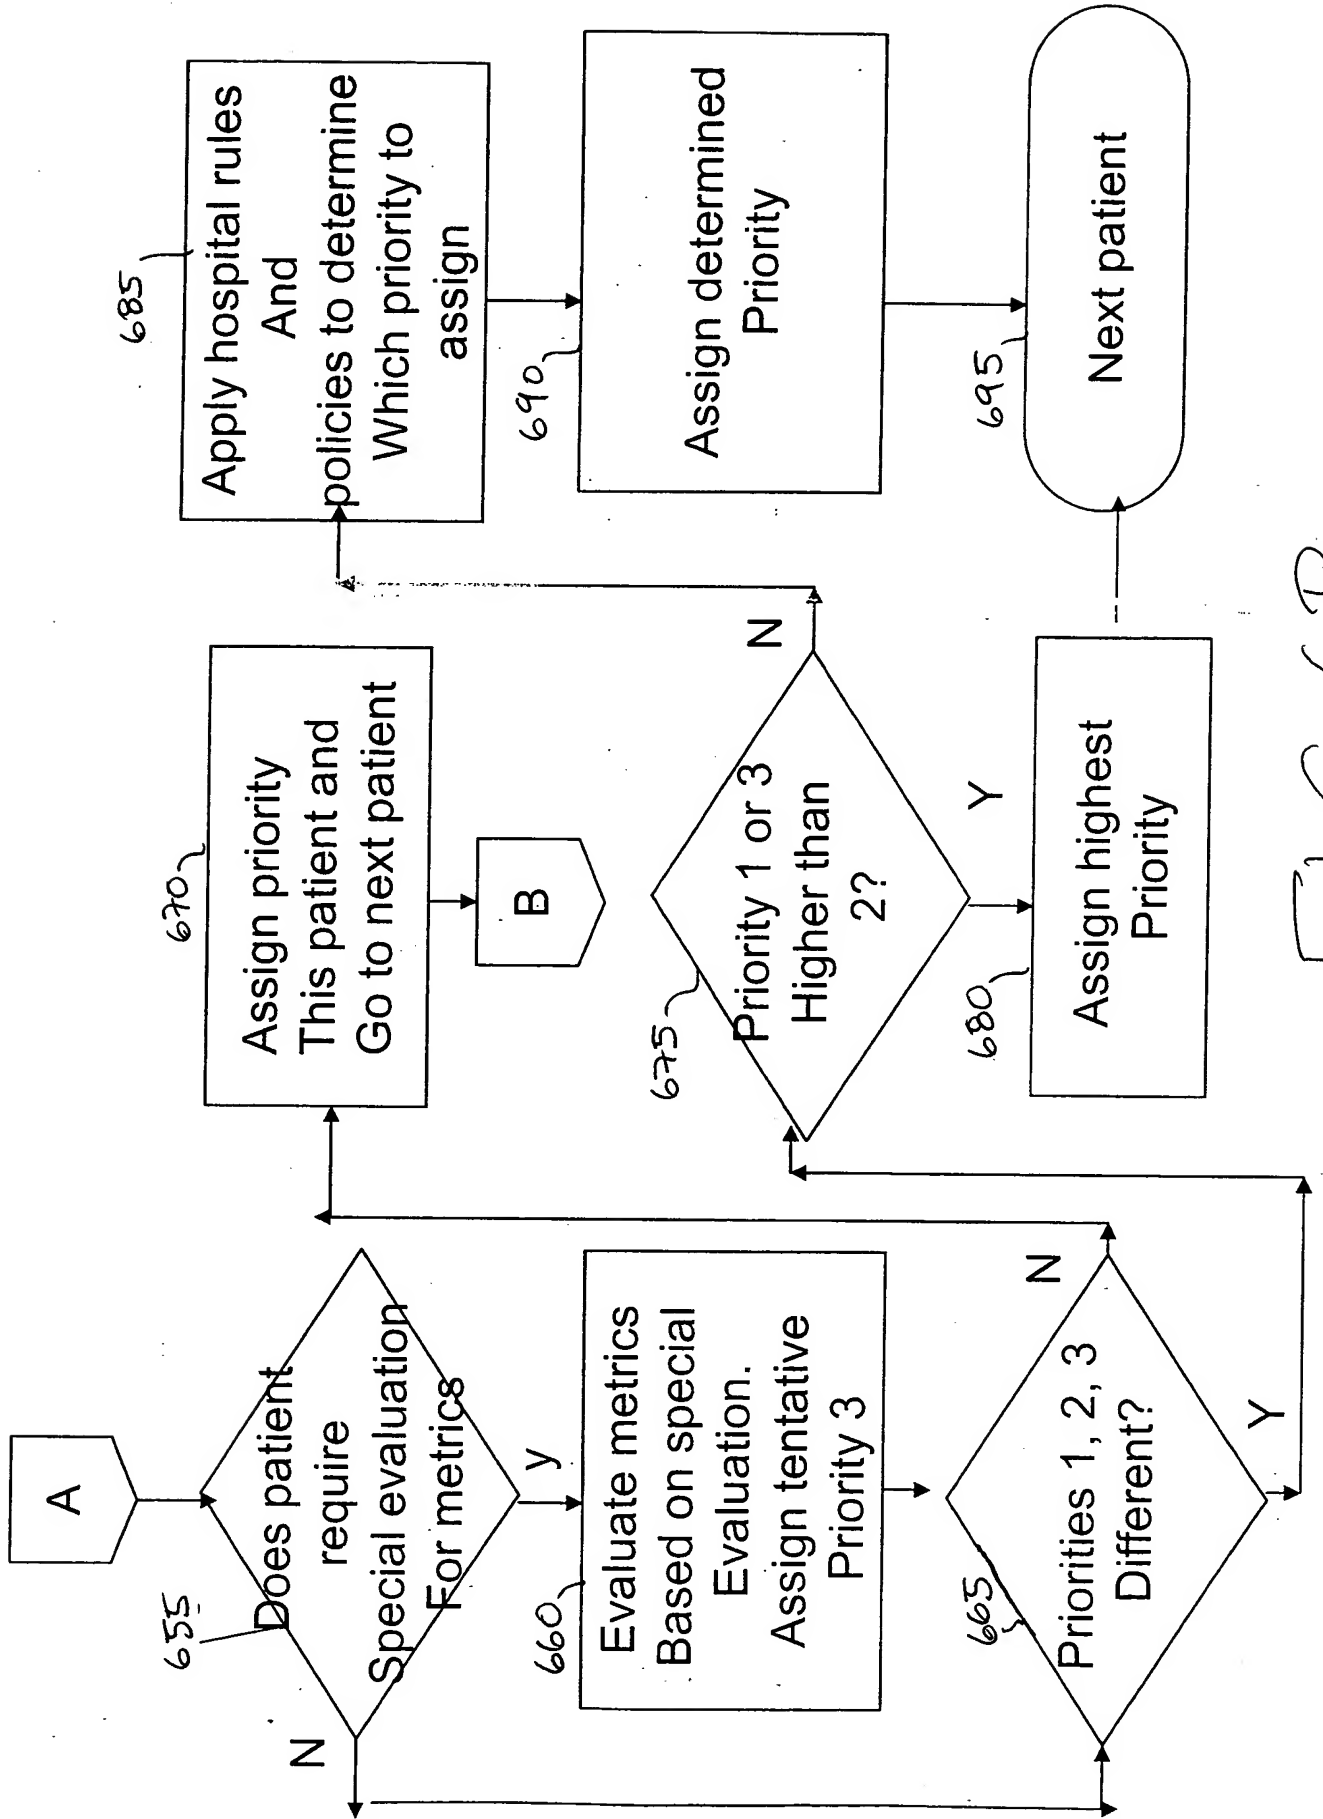 A
655
Does patient
require
Special evaluation
For metrics
N
y
660
Evaluate metrics
Based on special
Evaluation.
Assign tentative
Priority 3
665
Priorities 1, 2, 3
Different?
N
Y
670
Assign priority
This patient and
Go to next patient
B
675
Priority 1 or 3
Higher than
2?
N
Y
680
Assign highest
Priority
685
Apply hospital rules
And
policies to determine
Which priority to
assign
690
Assign determined
Priority
695
Next patient